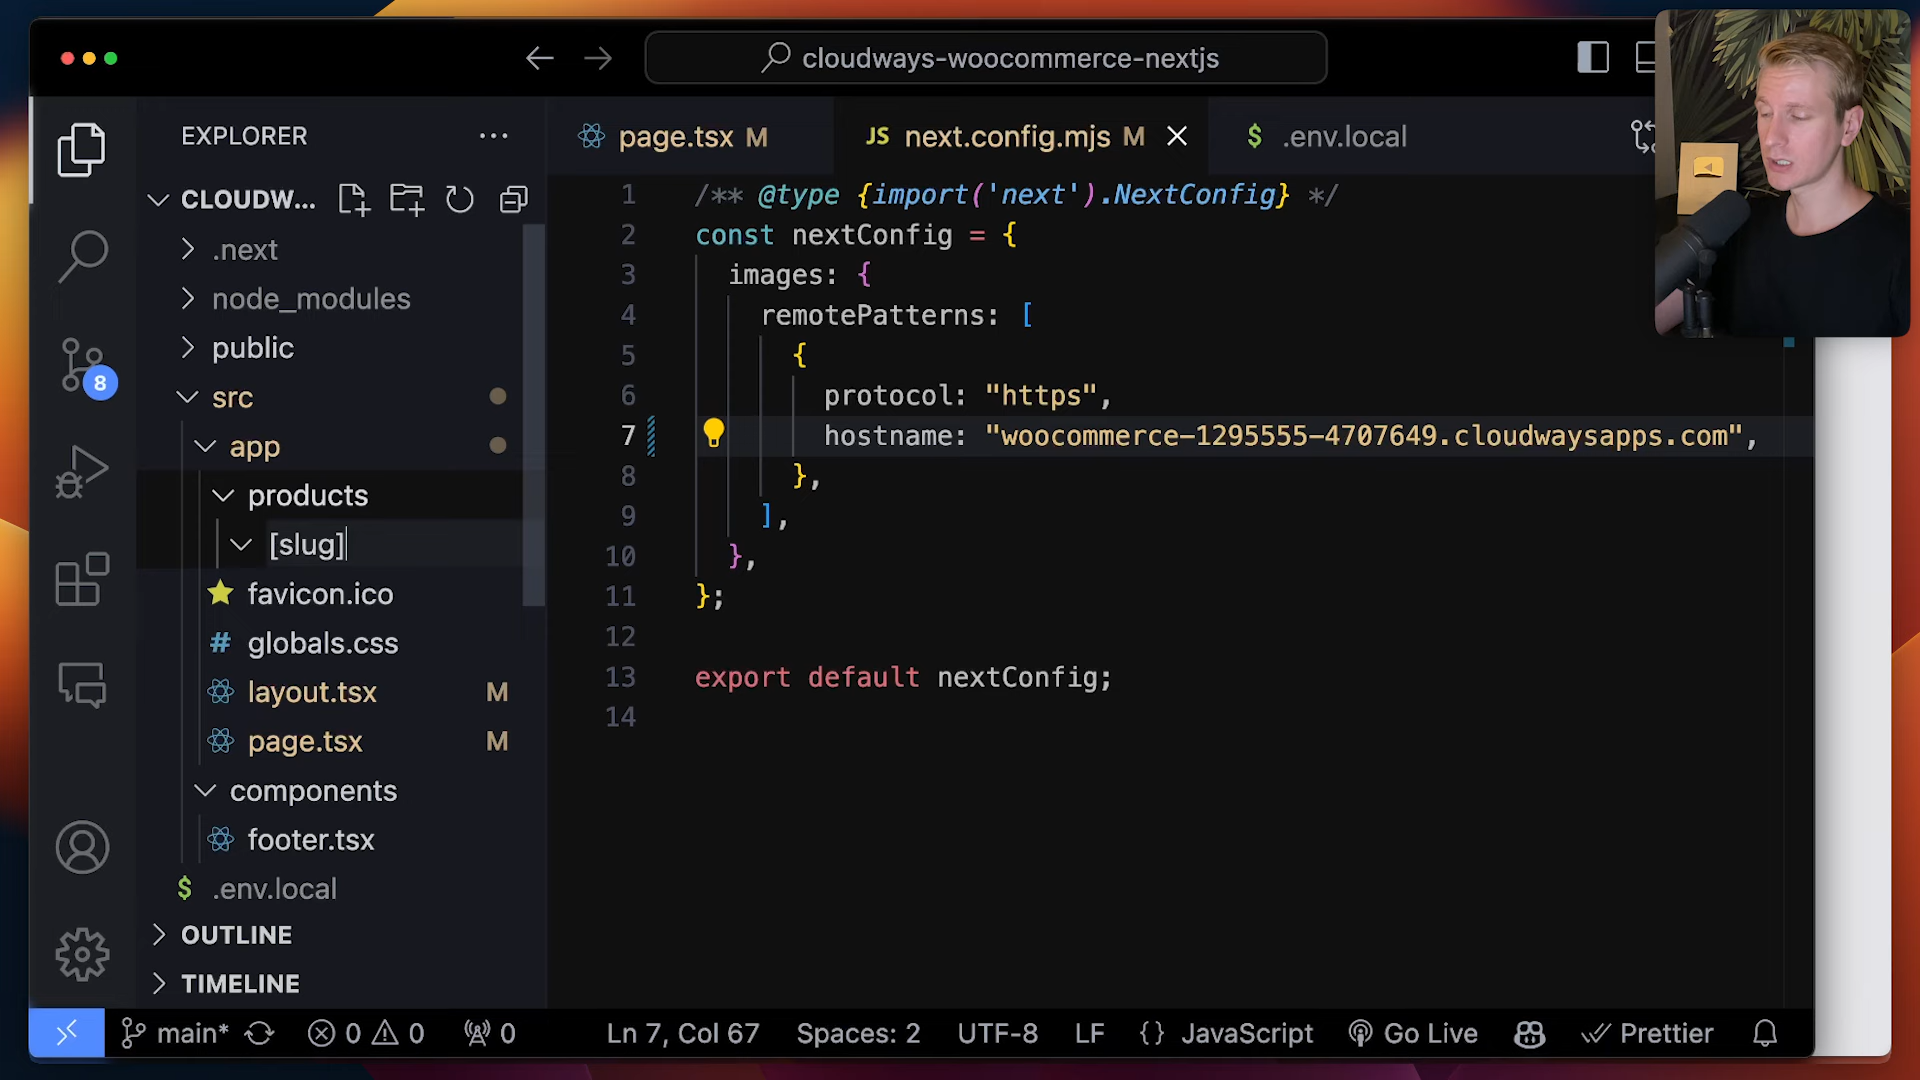 cloudways-woocommerce-nextjs
EXPLORER
CLOUDW...
.next
node_modules
public
src
app
products
[slug]
favicon.ico
globals.css
layout.tsx M
page.tsx M
components
footer.tsx
$ .env.local
OUTLINE
TIMELINE
8
page.tsx M
JS next.config.mjs M
$ .env.local
1 /** @type {import('next').NextConfig} */
2 const nextConfig = {
3 images: {
4 remotePatterns: [
5 {
6 protocol: "https",
7 hostname: "woocommerce-1295555-4707649.cloudwaysapps.com",
8 },
9 ],
10 },
11 };
12
13 export default nextConfig;
14
main* 0 0 0 Ln 7, Col 67 Spaces: 2 UTF-8 LF {} JavaScript Go Live Prettier